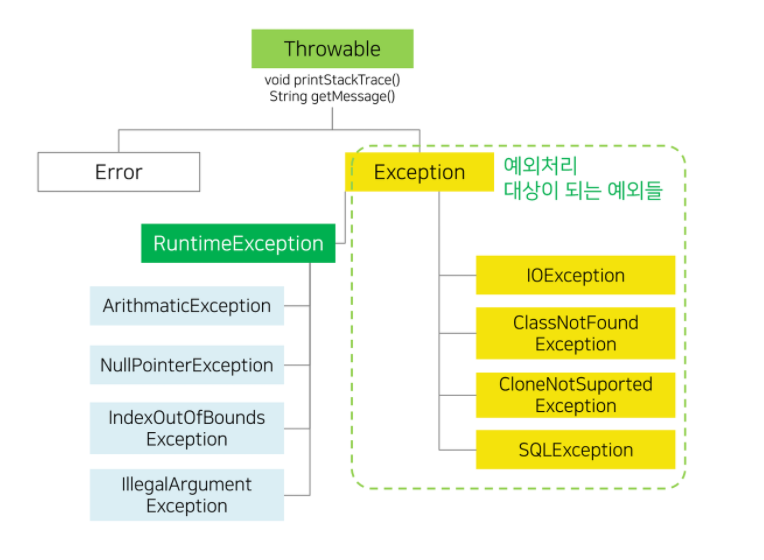 Throwable
void printStackTrace()
String getMessage()
Error
Exception
예외처리
대상이 되는 예외들
RuntimeException
ArithmaticException
NullPointerException
IndexOutOfBounds
Exception
IllegalArgument
Exception
IOException
ClassNotFound
Exception
CloneNotSuported
Exception
SQLException